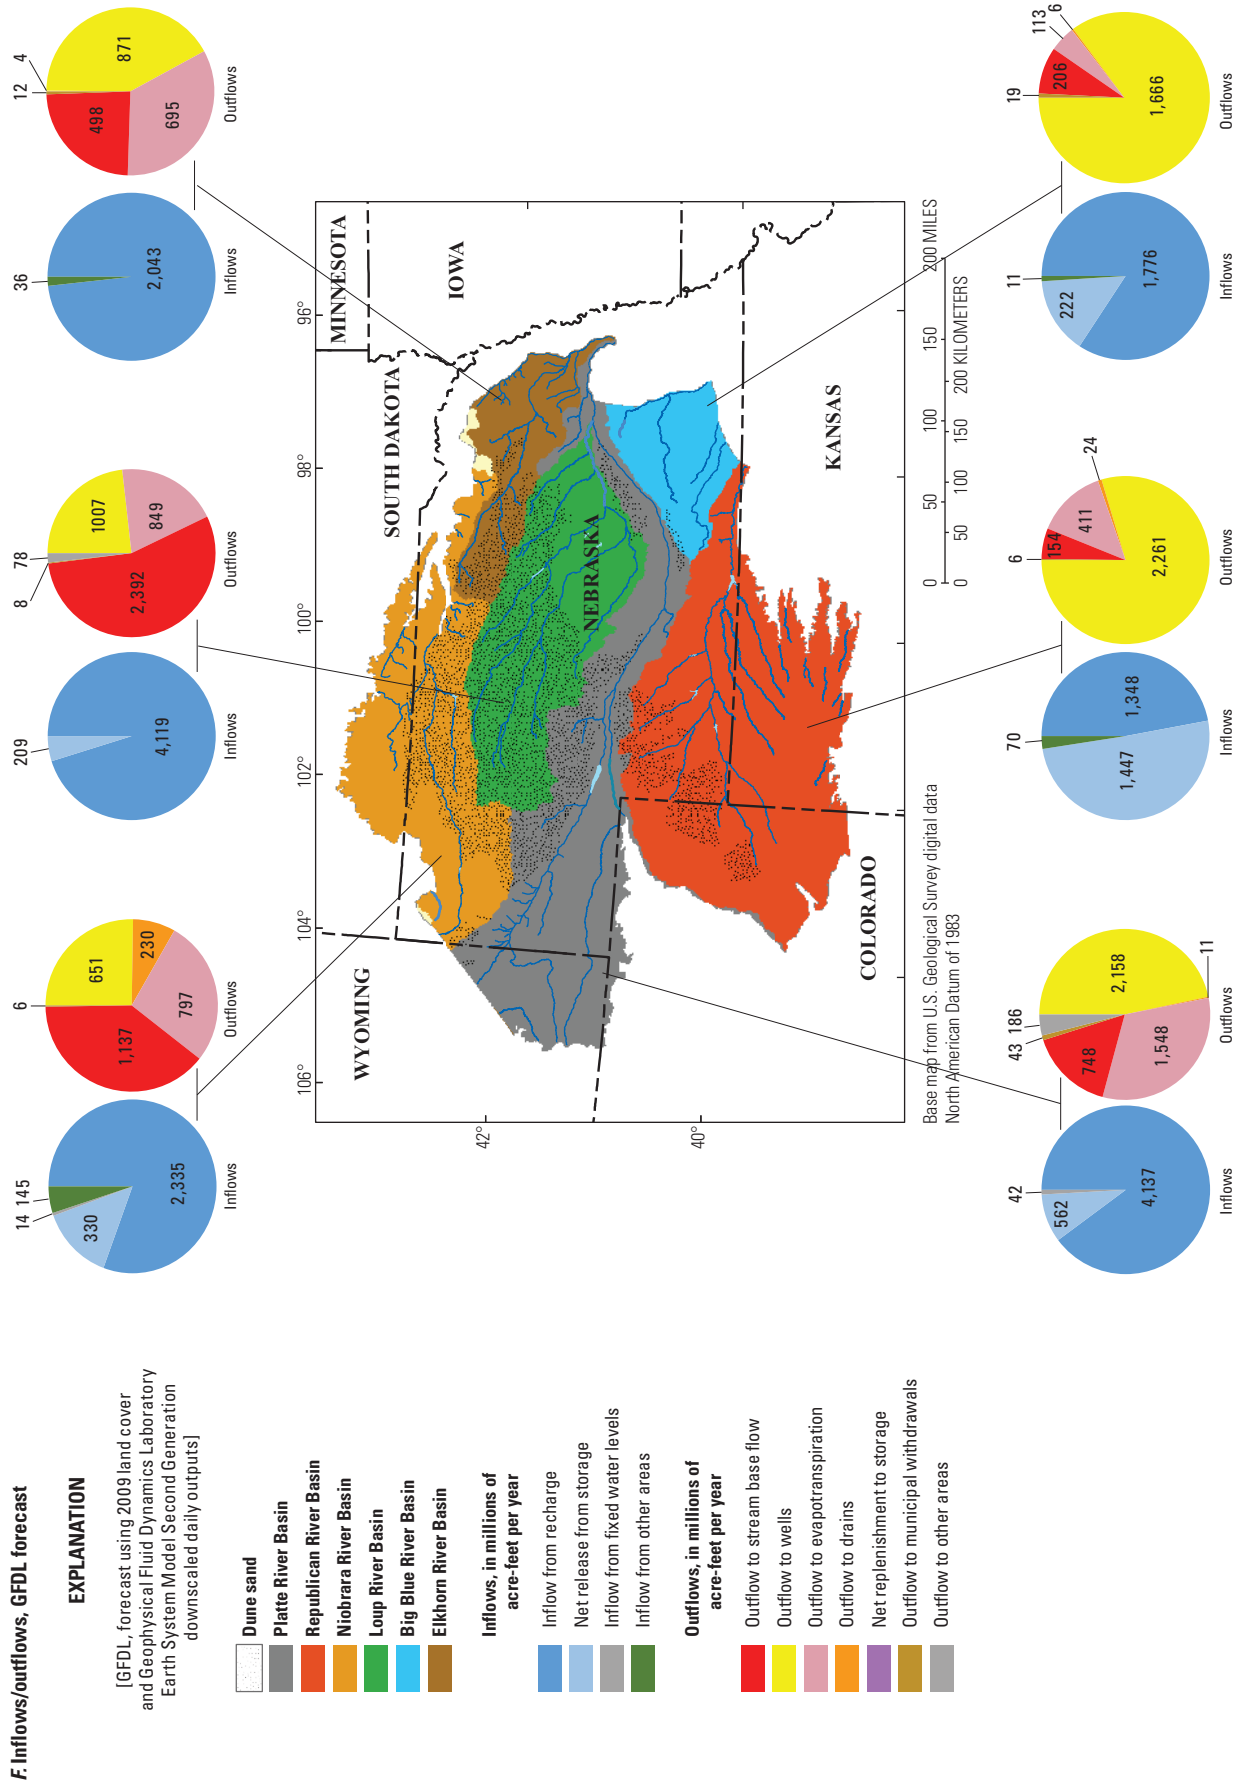 F. Inflows/outflows, GFDL forecast
EXPLANATION
[GFDL, forecast using 2009 land cover
and Geophysical Fluid Dynamics Laboratory
Earth System Model Second Generation
downscaled daily outputs]
Dune sand
Platte River Basin
Republican River Basin
Niobrara River Basin
Loup River Basin
Big Blue River Basin
Elkhorn River Basin
Inflows, in millions of
acre-feet per year
Inflow from recharge
Net release from storage
Inflow from fixed water levels
Inflow from other areas
Outflows, in millions of
acre-feet per year
Outflow to stream base flow
Outflow to wells
Outflow to evapotranspiration
Outflow to drains
Net replenishment to storage
Outflow to municipal withdrawals
Outflow to other areas
14 145
330
2,335
Inflows
6
651
230
1,137
797
Outflows
209
4,119
Inflows
8
78
1007
849
2,392
Outflows
36
2,043
Inflows
12
4
498
871
695
Outflows
106°
104°
102°
100°
98°
96°
42°
40°
WYOMING
SOUTH DAKOTA
MINNESOTA
IOWA
NEBRASKA
COLORADO
KANSAS
Base map from U.S. Geological Survey digital data
North American Datum of 1983
0 50 100 150 200 MILES
0 50 100 150 200 KILOMETERS
42
562
4,137
Inflows
43 186
748
2,158
1,548
11
Outflows
70
1,447
1,348
Inflows
6
154
411
24
2,261
Outflows
11
222
1,776
Inflows
19
206
113
6
1,666
Outflows